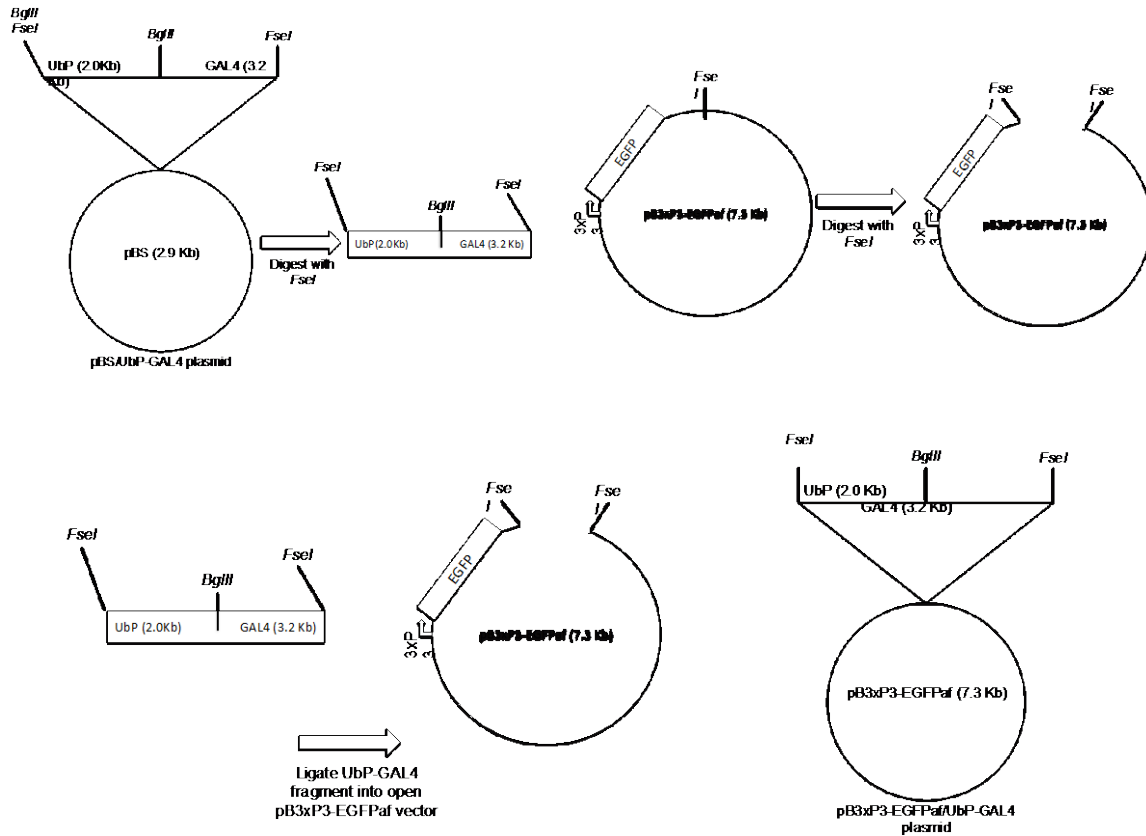 BglII
FseI
BglII
FseI
UbP (2.0Kb)
GAL4 (3.2
Kb)
pBS (2.9 Kb)
pBS/UbP-GAL4 plasmid
Digest with
FseI
FseI
FseI
BglII
UbP(2.0Kb)
GAL4 (3.2 Kb)
Fse
I
EGFP
3xP
3
pB3xP3-EGFPaf (7.3 Kb)
Digest with
FseI
Fse
I
Fse
I
EGFP
3xP
3
pB3xP3-EGFPaf (7.3 Kb)
FseI
FseI
BglII
UbP (2.0Kb)
GAL4 (3.2 Kb)
Ligate UbP-GAL4
fragment into open
pB3xP3-EGFPaf vector
Fse
I
Fse
I
EGFP
3xP
3
pB3xP3-EGFPaf (7.3 Kb)
FseI
BglII
FseI
UbP (2.0 Kb)
GAL4 (3.2 Kb)
pB3xP3-EGFPaf (7.3 Kb)
pB3xP3-EGFPaf/UbP-GAL4
plasmid